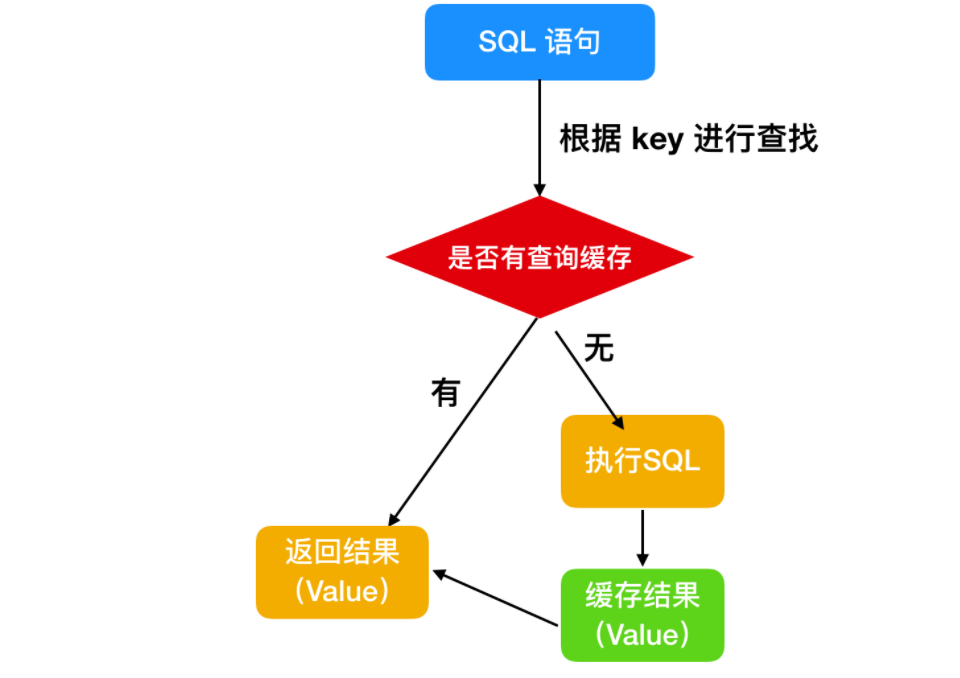 SQL 语句
根据 key 进行查找
是否有查询缓存
无
有
执行SQL
返回结果
（Value）
缓存结果
（Value）